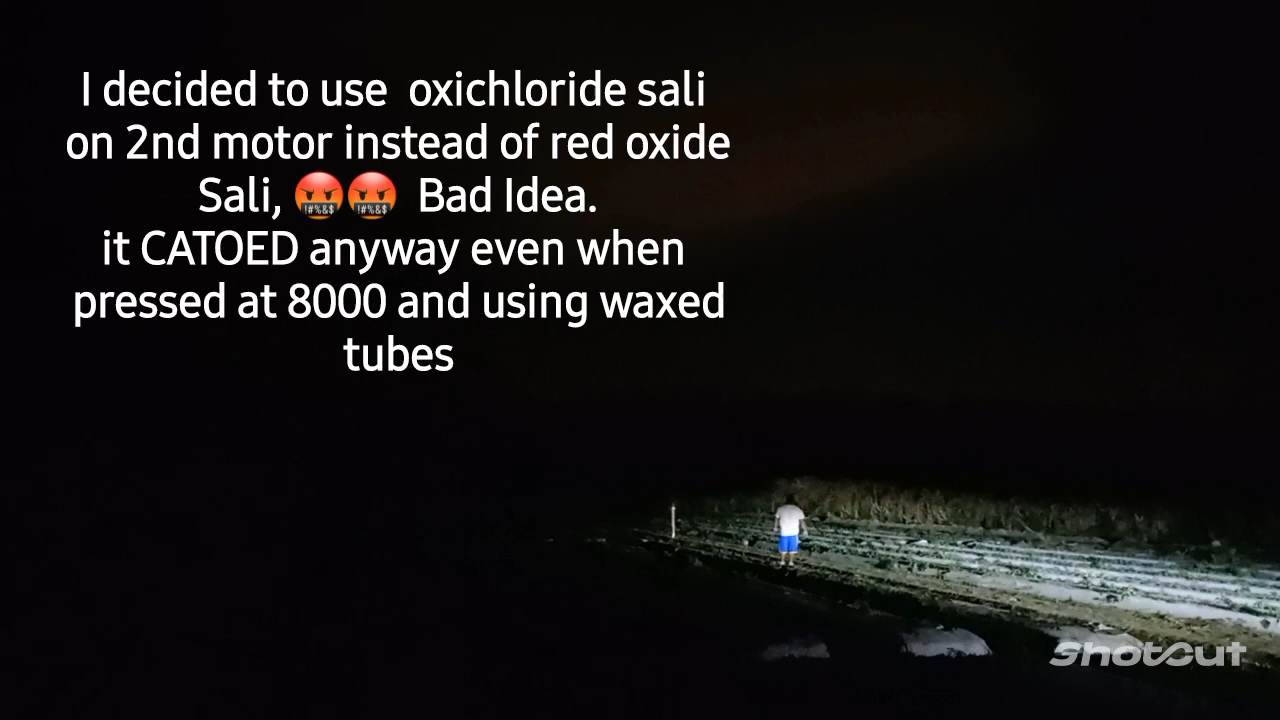 I decided to use oxichloride sali
on 2nd motor instead of red oxide
Sali, 🤬🤬 Bad Idea.
it CATOED anyway even when
pressed at 8000 and using waxed
tubes
Shotcut